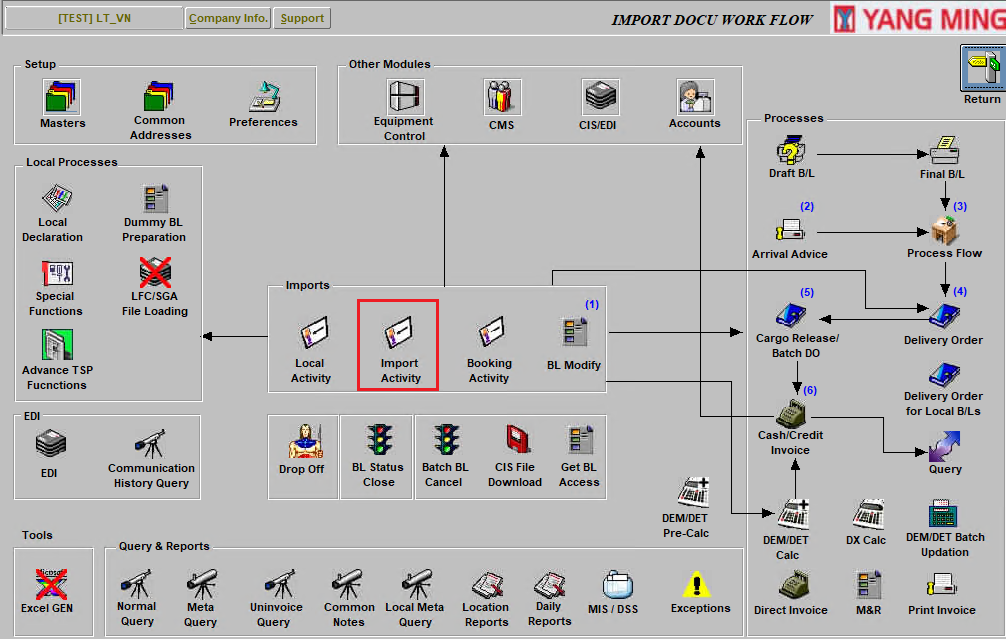 [TEST] LT_VN
Company Info.
Support
IMPORT DOCU WORK FLOW
YANG MING
Return
Setup
Masters
Common
Addresses
Preferences
Other Modules
Equipment
Control
CMS
CIS/EDI
Accounts
Processes
Draft B/L
Final B/L
(2)
(3)
Arrival Advice
Process Flow
(5)
(4)
Cargo Release/
Batch DO
Delivery Order
Delivery Order
for Local B/Ls
(6)
Cash/Credit
Invoice
Query
DEM/DET
Pre-Calc
DEM/DET
Calc
DX Calc
DEM/DET Batch
Updation
Direct Invoice
M&R
Print Invoice
Local Processes
Local
Declaration
Dummy BL
Preparation
Special
Functions
LFC/SGA
File Loading
Advance TSP
Fucnctions
Imports
(1)
Local
Activity
Import
Activity
Booking
Activity
BL Modify
EDI
EDI
Communication
History Query
Drop Off
BL Status
Close
Batch BL
Cancel
CIS File
Download
Get BL
Access
Tools
Excel GEN
Query & Reports
Normal
Query
Meta
Query
Uninvoice
Query
Common
Notes
Local Meta
Query
Location
Reports
Daily
Reports
MIS / DSS
Exceptions